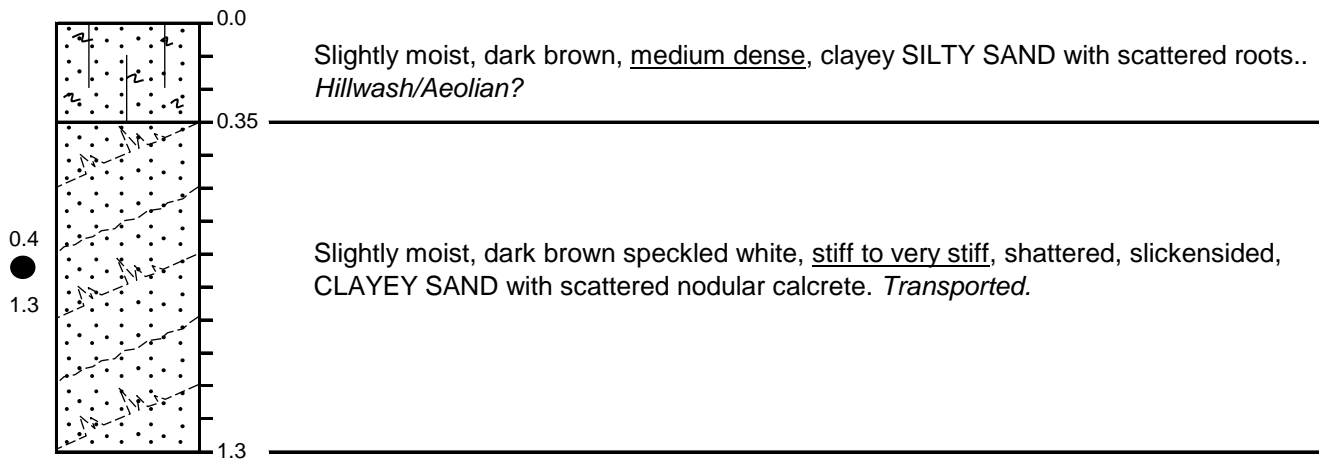 0.0
Slightly moist, dark brown, medium dense, clayey SILTY SAND with scattered roots..
Hillwash/Aeolian?
0.35
0.4
1.3
Slightly moist, dark brown speckled white, stiff to very stiff, shattered, slickensided,
CLAYEY SAND with scattered nodular calcrete. Transported.
1.3